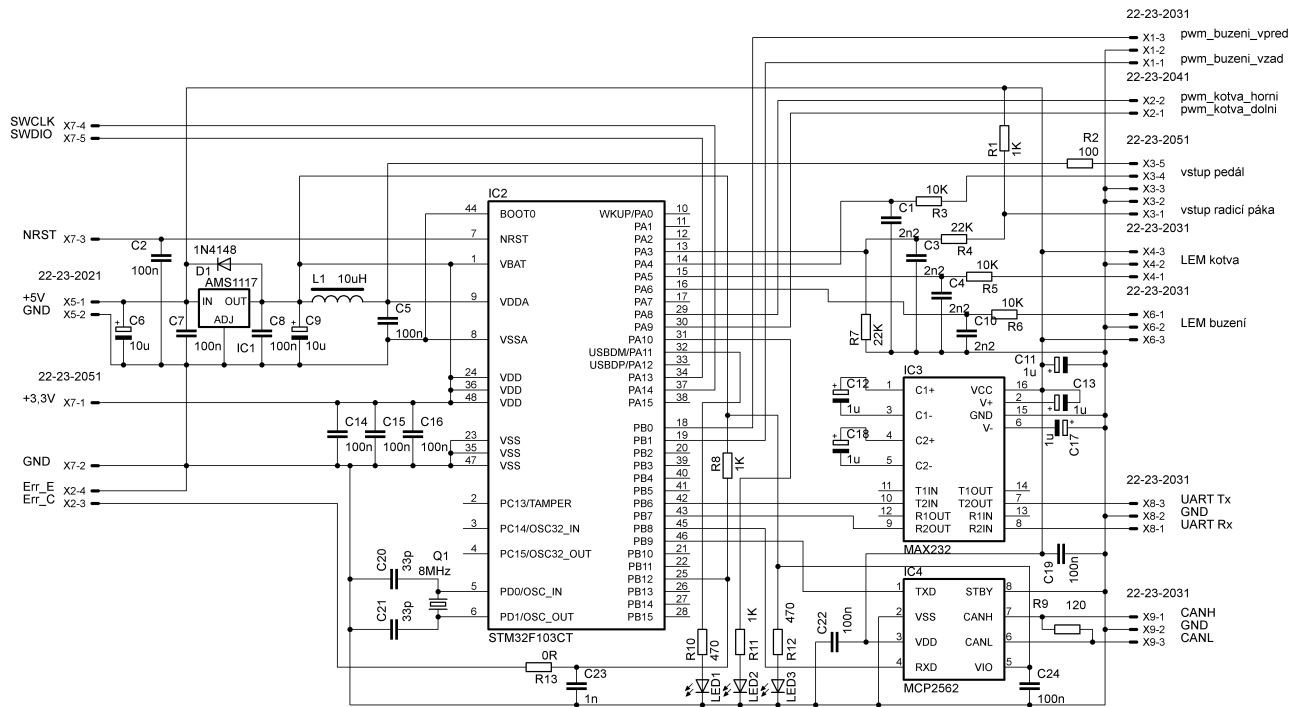 22-23-2031
X1-3 pwm_buzeni_vpred
X1-2
X1-1 pwm_buzeni_vzad
22-23-2041
X2-2 pwm_kotva_horni
X2-1 pwm_kotva_dolni
SWCLK X7-4
SWDIO X7-5
22-23-2051
R1 1K
R2 100
X3-5
X3-4 vstup pedál
X3-3
X3-2
X3-1 vstup radicí páka
22-23-2031
X4-3
X4-2 LEM kotva
X4-1
22-23-2031
X6-1
X6-2 LEM buzení
X6-3
C1 2n2
10K R3
C3 2n2
22K R4
C4 2n2
10K R5
C10 2n2
10K R6
R7 22K
NRST X7-3
C2 100n
1N4148
D1
AMS1117
IN OUT
ADJ
IC1
22-23-2021
+5V X5-1
GND X5-2
C6 10u
C7 100n
C8 100n
C9 10u
L1 10uH
C5 100n
22-23-2051
+3,3V X7-1
C14 100n
C15 100n
C16 100n
GND X7-2
Err_E X2-4
Err_C X2-3
C20 33p
C21 33p
Q1
8MHz
0R
R13
C23
1n
IC2
44 BOOT0
7 NRST
1 VBAT
9 VDDA
8 VSSA
24 VDD
36 VDD
48 VDD
23 VSS
35 VSS
47 VSS
2 PC13/TAMPER
3 PC14/OSC32_IN
4 PC15/OSC32_OUT
5 PD0/OSC_IN
6 PD1/OSC_OUT
WKUP/PA0 10
PA1 11
PA2 12
PA3 13
PA4 14
PA5 15
PA6 16
PA7 17
PA8 29
PA9 30
PA10 31
USBDM/PA11 32
USBDP/PA12 33
PA13 34
PA14 37
PA15 38
PB0 18
PB1 19
PB2 20
PB3 39
PB4 40
PB5 41
PB6 42
PB7 43
PB8 45
PB9 46
PB10 21
PB11 22
PB12 25
PB13 26
PB14 27
PB15 28
STM32F103CT
R8 1K
R10 470
R11 1K
R12 470
LED1
LED2
LED3
C11 1u
C12 1u
C13 1u
C17 1u
C18 1u
IC3
1 C1+
3 C1-
4 C2+
5 C2-
11 T1IN
10 T2IN
12 R1OUT
9 R2OUT
VCC 16
V+ 2
GND 15
V- 6
T1OUT 14
T2OUT 7
R1IN 13
R2IN 8
MAX232
22-23-2031
X8-3 UART Tx
X8-2 GND
X8-1 UART Rx
C19 100n
IC4
1 TXD
2 VSS
3 VDD
4 RXD
STBY 8
CANH 7
CANL 6
VIO 5
MCP2562
C22 100n
C24
100n
R9 120
22-23-2031
X9-1 CANH
X9-2 GND
X9-3 CANL